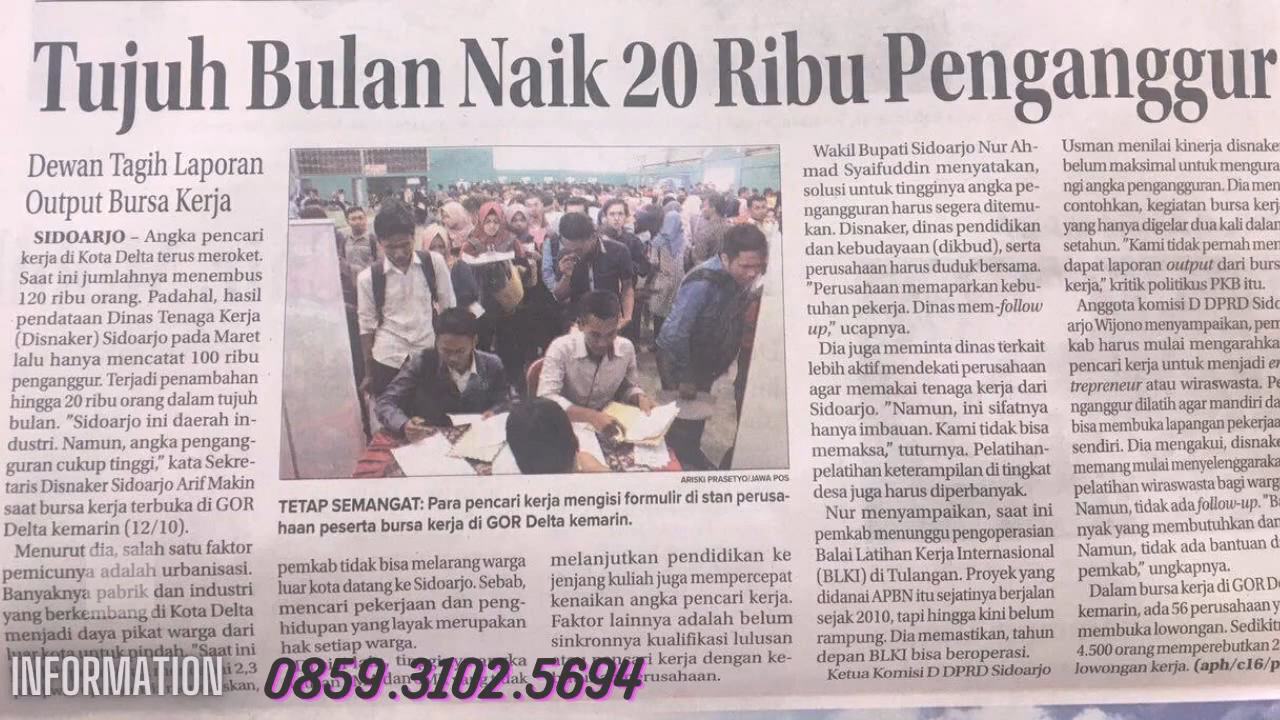 Tujuh Bulan Naik 20 Ribu Penganggur
Dewan Tagih Laporan
Output Bursa Kerja
SIDOARJO – Angka pencari
kerja di Kota Delta terus meroket.
Saat ini jumlahnya menembus
120 ribu orang. Padahal, hasil
pendataan Dinas Tenaga Kerja
(Disnaker) Sidoarjo pada Maret
lalu hanya mencatat 100 ribu
penganggur. Terjadi penambahan
hingga 20 ribu orang dalam tujuh
bulan. "Sidoarjo ini daerah in-
dustri. Namun, angka pengang-
guran cukup tinggi," kata Sekre-
taris Disnaker Sidoarjo Arif Makin
saat bursa kerja terbuka di GOR
Delta kemarin (12/10).
Menurut dia, salah satu faktor
pemicunya adalah urbanisasi.
Banyaknya pabrik dan industri
yang berkembang di Kota Delta
menjadi daya pikat warga dari
luar kota untuk pindah. "Saat ini
2,3
ARISKI PRASETYO/JAWA POS
TETAP SEMANGAT: Para pencari kerja mengisi formulir di stan perusa-
haan peserta bursa kerja di GOR Delta kemarin.
pemkab tidak bisa melarang warga
luar kota datang ke Sidoarjo. Sebab,
mencari pekerjaan dan peng-
hidupan yang layak merupakan
hak setiap warga.
melanjutkan pendidikan ke
jenjang kuliah juga mempercepat
kenaikan angka pencari kerja.
Faktor lainnya adalah belum
sinkronnya kualifikasi lulusan
kerja dengan ke-
Wakil Bupati Sidoarjo Nur Ah-
mad Syaifuddin menyatakan,
solusi untuk tingginya angka pe-
ngangguran harus segera ditemu-
kan. Disnaker, dinas pendidikan
dan kebudayaan (dikbud), serta
perusahaan harus duduk bersama.
"Perusahaan memaparkan kebu-
tuhan pekerja. Dinas mem-follow
up," ucapnya.
Dia juga meminta dinas terkait
lebih aktif mendekati perusahaan
agar memakai tenaga kerja dari
Sidoarjo. "Namun, ini sifatnya
hanya imbauan. Kami tidak bisa
memaksa," tuturnya. Pelatihan-
pelatihan keterampilan di tingkat
desa juga harus diperbanyak.
Nur menyampaikan, saat ini
pemkab menunggu pengoperasian
Balai Latihan Kerja Internasional
(BLKI) di Tulangan. Proyek yang
didanai APBN itu sejatinya berjalan
sejak 2010, tapi hingga kini belum
rampung. Dia memastikan, tahun
depan BLKI bisa beroperasi.
Ketua Komisi D DPRD Sidoarjo
Usman menilai kinerja disnaker
belum maksimal untuk mengura
ngi angka pengangguran. Dia men
contohkan, kegiatan bursa kerj
yang hanya digelar dua kali dalam
setahun. "Kami tidak pernah men
dapat laporan output dari burs
kerja," kritik politikus PKB itu.
Anggota komisi D DPRD Sido
arjo Wijono menyampaikan, pem
kab harus mulai mengarahka
pencari kerja untuk menjadi en
trepreneur atau wiraswasta. Pe
nganggur dilatih agar mandiri da
bisa membuka lapangan pekerjaa
sendiri. Dia mengakui, disnake
memang mulai menyelenggaraka
pelatihan wiraswasta bagi warga
Namun, tidak ada follow-up. "Ba
nyak yang membutuhkan dan
Namun, tidak ada bantuan d
pemkab," ungkapnya.
Dalam bursa kerja di GOR D
kemarin, ada 56 perusahaan y
membuka lowongan. Sedikit
4.500 orang memperebutkan 2
lowongan kerja. (aph/c16/p
INFORMATION
0859.3102.5694